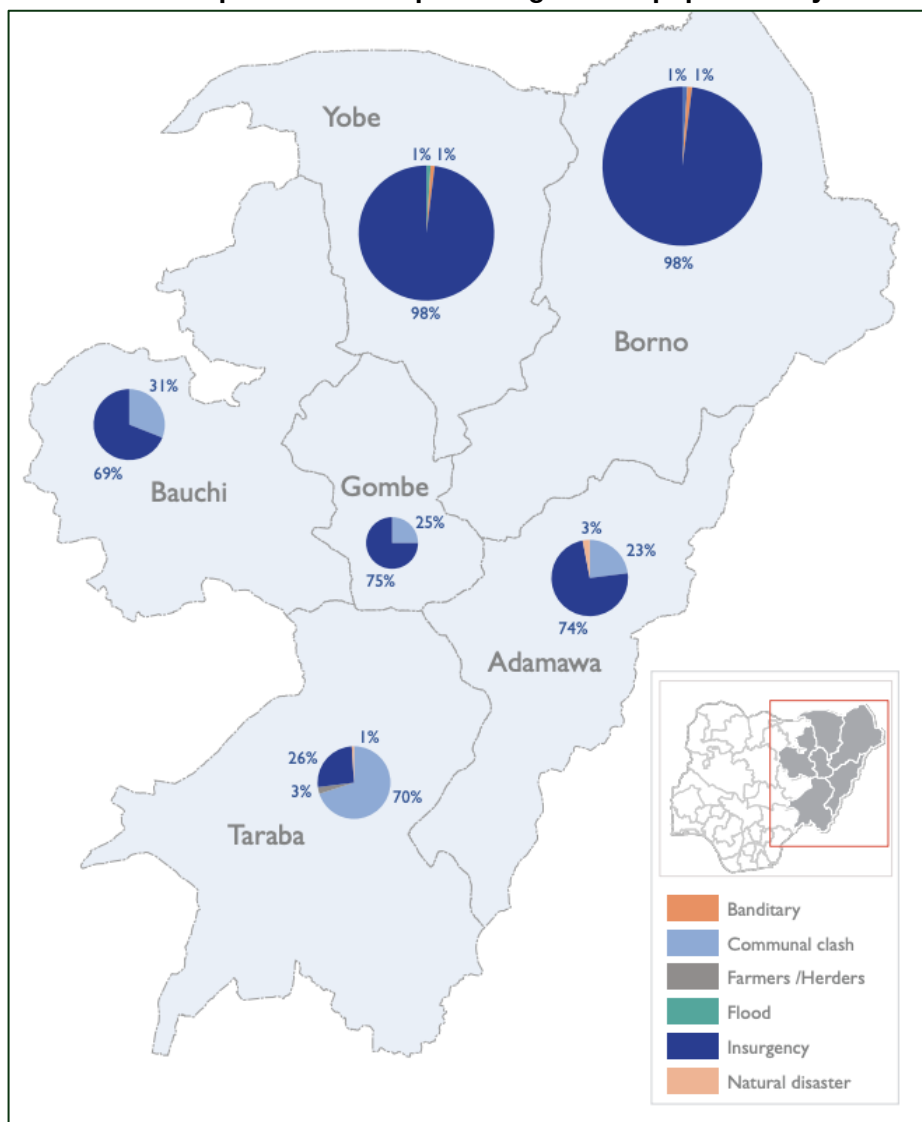 1% 1%
Yobe
1% 1%
98%
98%
Borno
31%
69%
Bauchi
Gombe
25%
75%
3%
23%
74%
Adamawa
1%
26%
3%
70%
Taraba
Banditary
Communal clash
Farmers /Herders
Flood
Insurgency
Natural disaster